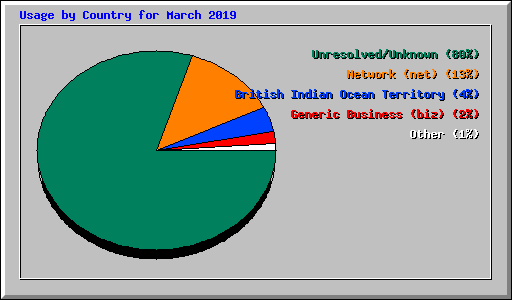 Usage by Country for March 2019
Unresolved/Unknown (80%)
Network (net) (13%)
British Indian Ocean Territory (4%)
Generic Business (biz) (2%)
Other (1%)